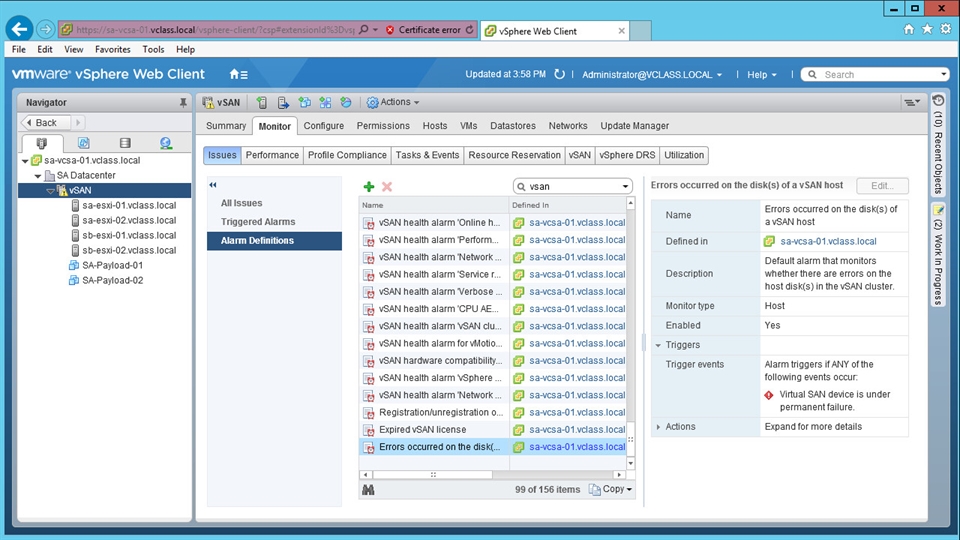 https://sa-vcsa-01.vclass.local/vsphere-client/?csp#extensionId%3Dvsp
Certificate error
vSphere Web Client
File Edit View Favorites Tools Help
vmware® vSphere Web Client
Updated at 3:58 PM
Administrator@VCLASS.LOCAL
Help
Search
Navigator
Back
sa-vcsa-01.vclass.local
SA Datacenter
vSAN
sa-esxi-01.vclass.local
sa-esxi-02.vclass.local
sb-esxi-01.vclass.local
sb-esxi-02.vclass.local
SA-Payload-01
SA-Payload-02
vSAN
Actions
Summary Monitor Configure Permissions Hosts VMs Datastores Networks Update Manager
Issues Performance Profile Compliance Tasks & Events Resource Reservation vSAN vSphere DRS Utilization
All Issues
Triggered Alarms
Alarm Definitions
vsan
Name Defined In
vSAN health alarm 'Online h... sa-vcsa-01.vclass.local
vSAN health alarm 'Perform... sa-vcsa-01.vclass.local
vSAN health alarm 'Network ... sa-vcsa-01.vclass.local
vSAN health alarm 'Service r... sa-vcsa-01.vclass.local
vSAN health alarm 'Verbose ... sa-vcsa-01.vclass.local
vSAN health alarm 'CPU AE... sa-vcsa-01.vclass.local
vSAN health alarm 'vSAN clu... sa-vcsa-01.vclass.local
vSAN health alarm for vMotio... sa-vcsa-01.vclass.local
vSAN hardware compatibility... sa-vcsa-01.vclass.local
vSAN health alarm 'vSphere ... sa-vcsa-01.vclass.local
vSAN health alarm 'Network ... sa-vcsa-01.vclass.local
Registration/unregistration o... sa-vcsa-01.vclass.local
Expired vSAN license sa-vcsa-01.vclass.local
Errors occurred on the disk(... sa-vcsa-01.vclass.local
99 of 156 items Copy
Errors occurred on the disk(s) of a vSAN host Edit...
Name Errors occurred on the disk(s) of
a vSAN host
Defined in sa-vcsa-01.vclass.local
Description Default alarm that monitors
whether there are errors on the
host disk(s) in the vSAN cluster.
Monitor type Host
Enabled Yes
Triggers
Trigger events Alarm triggers if ANY of the
following events occur:
Virtual SAN device is under
permanent failure.
Actions Expand for more details
(10) Recent Objects
(2) Work In Progress